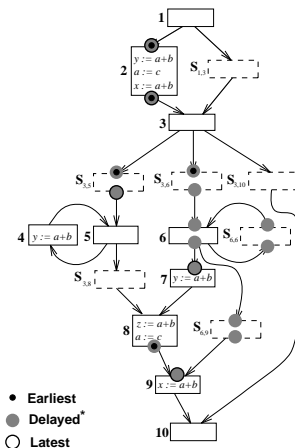 1
2
y := a+b
a := c
x := a+b
S1,3
3
S3,5
S3,6
S3,10
4
y := a+b
5
6
S6,6
S3,8
7
y := a+b
8
z := a+b
a := c
S6,9
9
x := a+b
10
Earliest
Delayed*
Latest